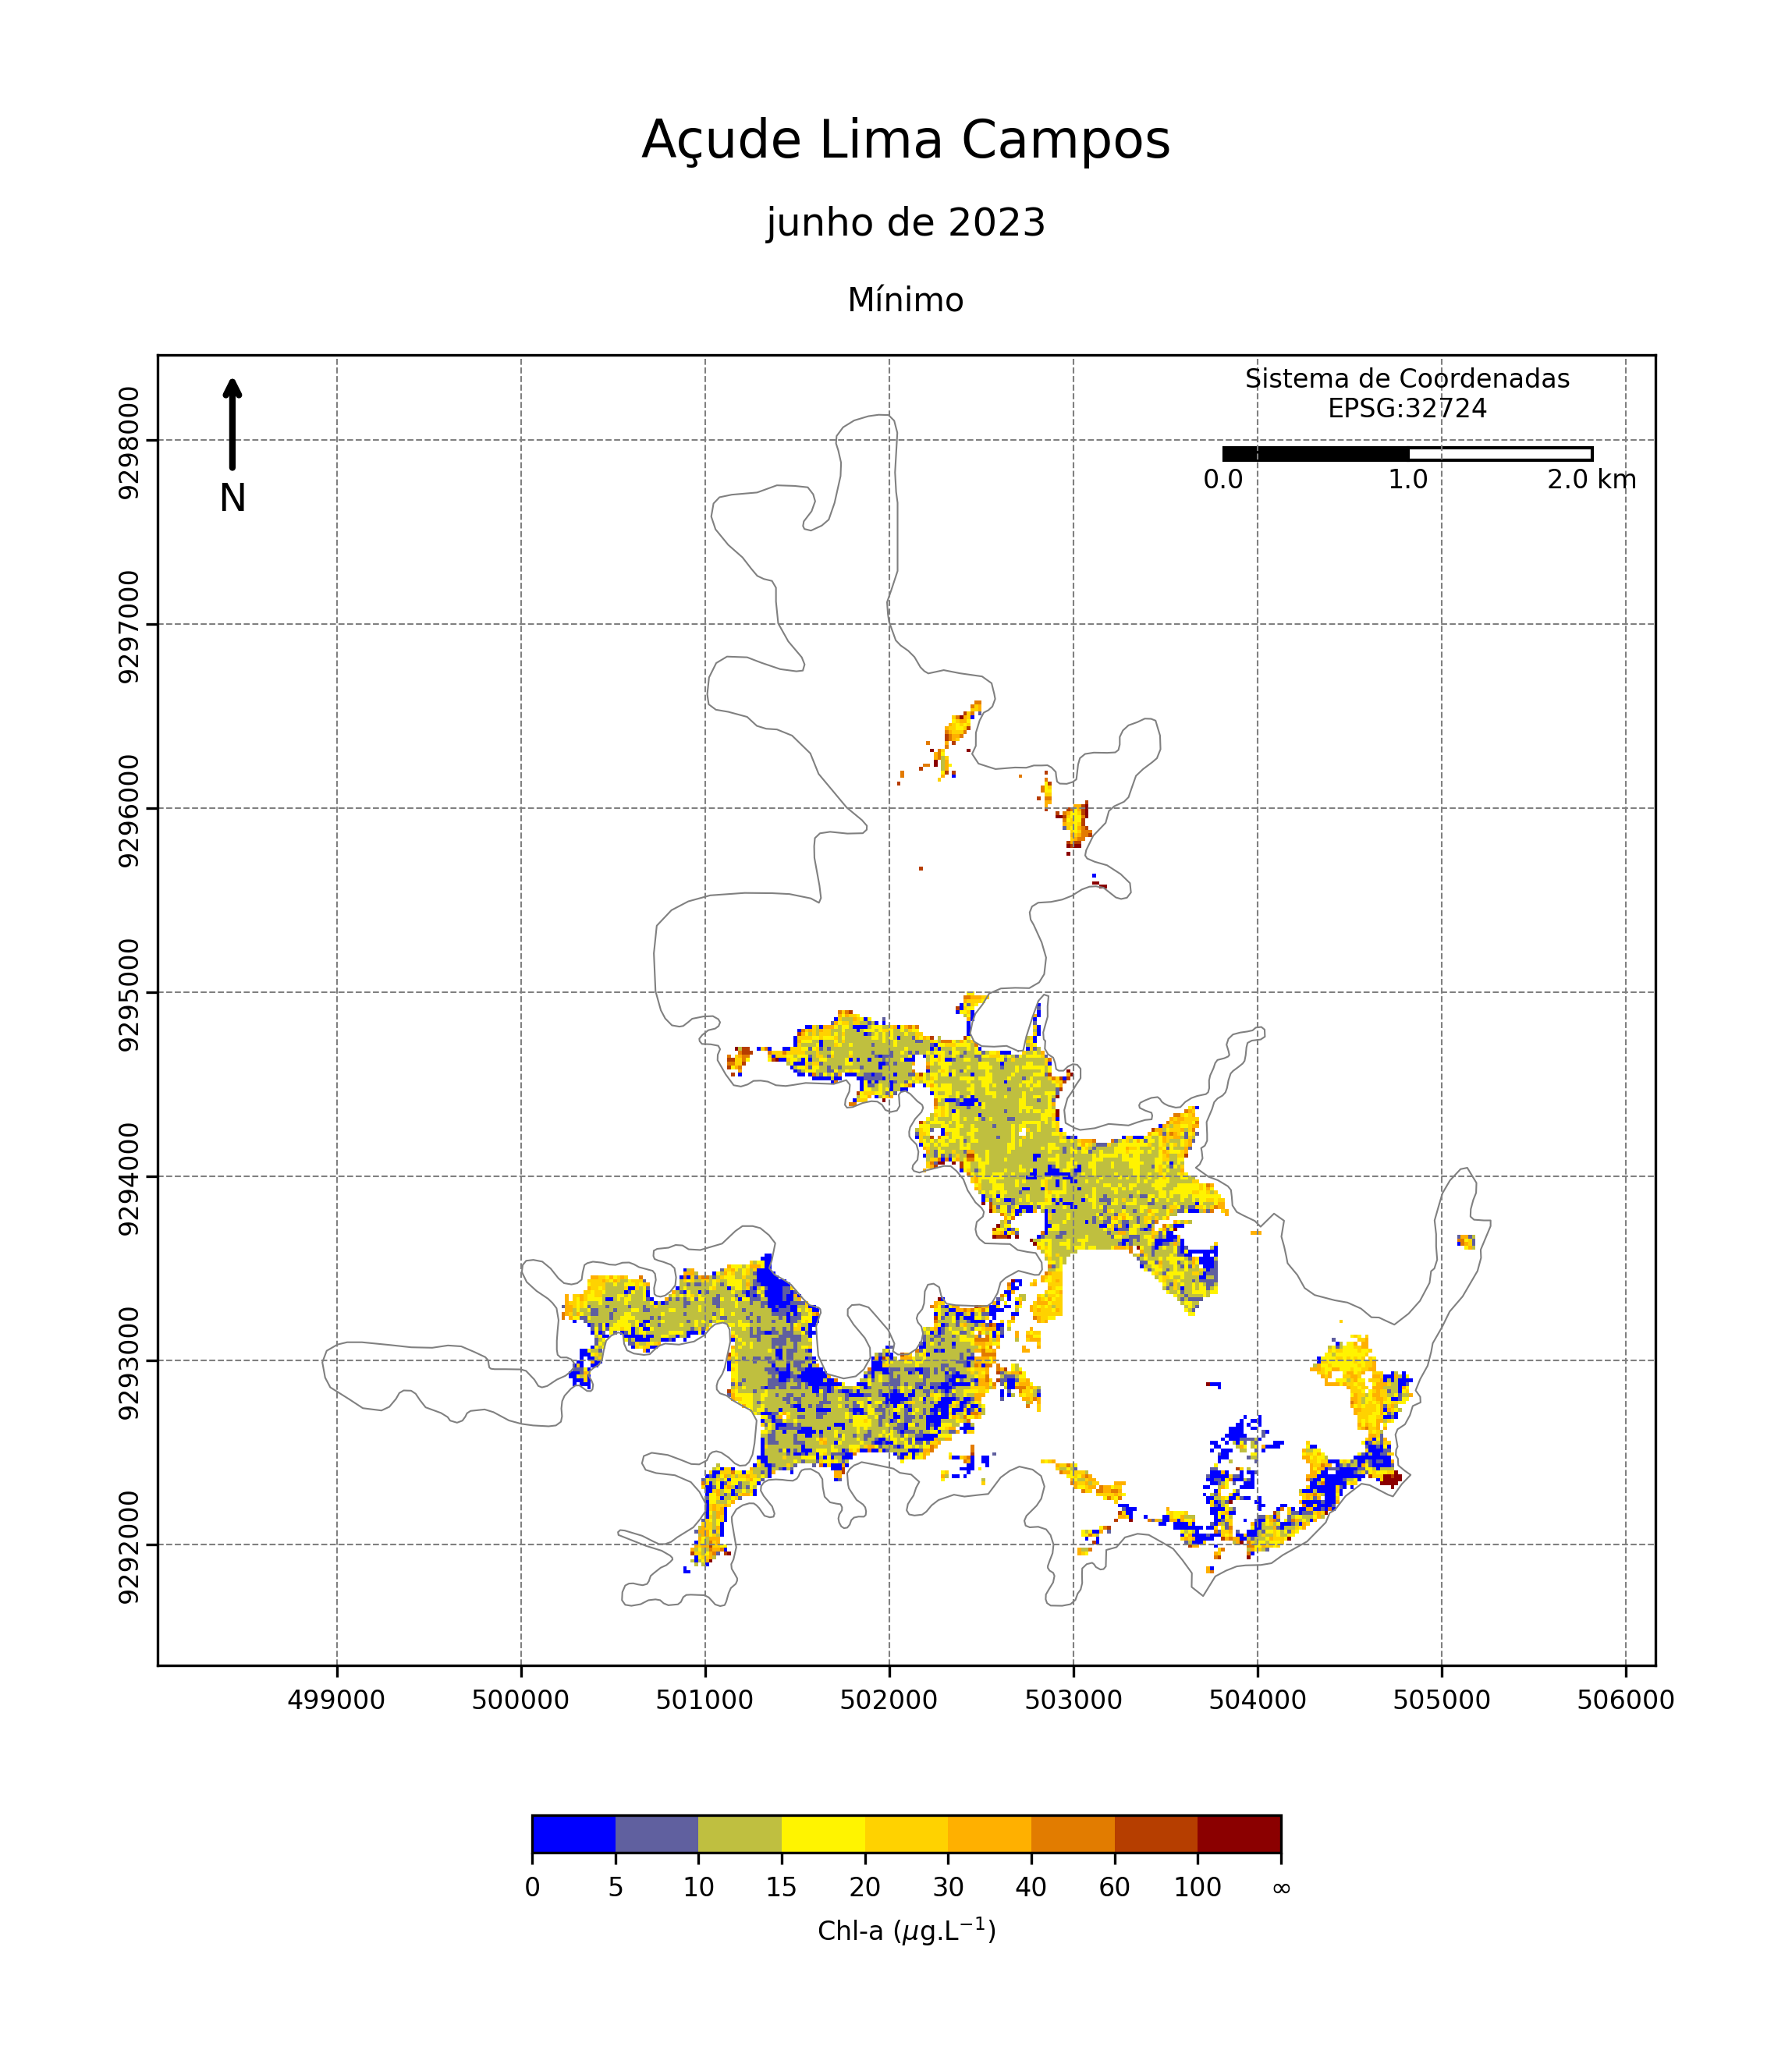 Açude Lima Campos
junho de 2023
Mínimo
Sistema de Coordenadas
EPSG:32724
0.0 1.0 2.0 km
N
9298000
9297000
9296000
9295000
9294000
9293000
9292000
499000 500000 501000 502000 503000 504000 505000 506000
0 5 10 15 20 30 40 60 100 ∞
Chl-a (μg.L⁻¹)